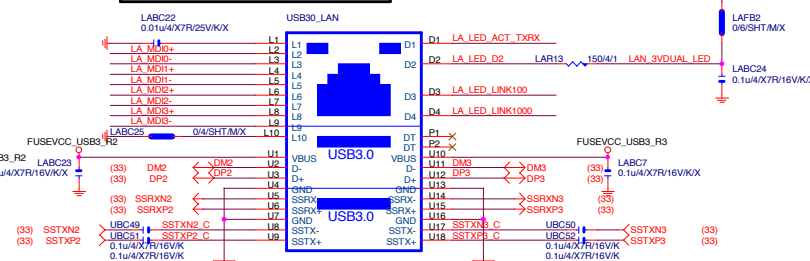 LABC22
0.01u/4/X7R/25V/K/X
USB30_LAN
LAFB2
0/6/SHT/M/X
L1 L1 D1 D1 LA_LED_ACT_TXRX
LA_MDI0+ L2 L2
LA_MDI0- L3 L3 D2 D2 LA_LED_D2 LAR13 150/4/1 LAN_3VDUAL_LED
LA_MDI1+ L4 L4
LA_MDI1- L5 L5
LABC24
0.1u/4/X7R/16V/K/
LA_MDI2+ L6 L6
LA_MDI2- L7 L7 D3 D3 LA_LED_LINK100
LA_MDI3+ L8 L8
LA_MDI3- L9 L9 D4 D4 LA_LED_LINK1000
LABC25 0/4/SHT/M/X L10 L10
DT P1
DT P2
FUSEVCC_USB3_R2
FUSEVCC_USB3_R3
B3_R2
LABC23
u/4/X7R/16V/K/X
U1 VBUS USB3.0 VBUS U10
LABC7
0.1u/4/X7R/16V/K/X
(33) DM2 DM2 U2 D- D- U11 DM3 DM3 (33)
(33) DP2 DP2 U3 D+ D+ U12 DP3 DP3 (33)
U4 GND GND U13
(33) SSRXN2 U5 SSRX- SSRX- U14 SSRXN3 (33)
(33) SSRXP2 U6 SSRX+ SSRX+ U15 SSRXP3 (33)
U7 GND USB3.0 GND U16
(33) SSTXN2 UBC49 SSTXN2_C U8 SSTX- SSTX- U17 SSTXN3_C UBC50 SSTXN3 (33)
(33) SSTXP2 UBC51 SSTXP2_C U9 SSTX+ SSTX+ U18 SSTXP3_C UBC52 SSTXP3 (33)
0.1u/4/X7R/16V/K 0.1u/4/X7R/16V/K
0.1u/4/X7R/16V/K 0.1u/4/X7R/16V/K